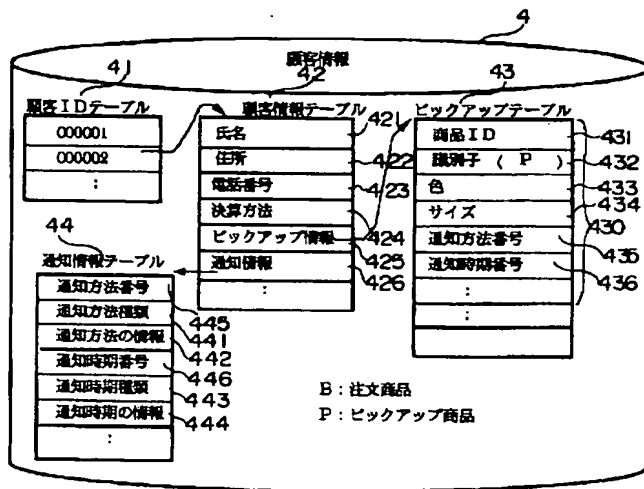 4
顧客情報
41
顧客IDテーブル
000001
000002
:
42
顧客情報テーブル
氏名
421
住所
422
電話番号
423
決算方法
424
ピックアップ情報
425
通知情報
426
:
43
ピックアップテーブル
商品ID
431
識別子 ( P )
432
色
433
サイズ
434
430
通知方法番号
435
通知時期番号
436
:
:
44
通知情報テーブル
通知方法番号
445
通知方法種類
441
通知方法の情報
442
通知時期番号
446
通知時期種類
443
通知時期の情報
444
:
B:注文商品
P:ピックアップ商品